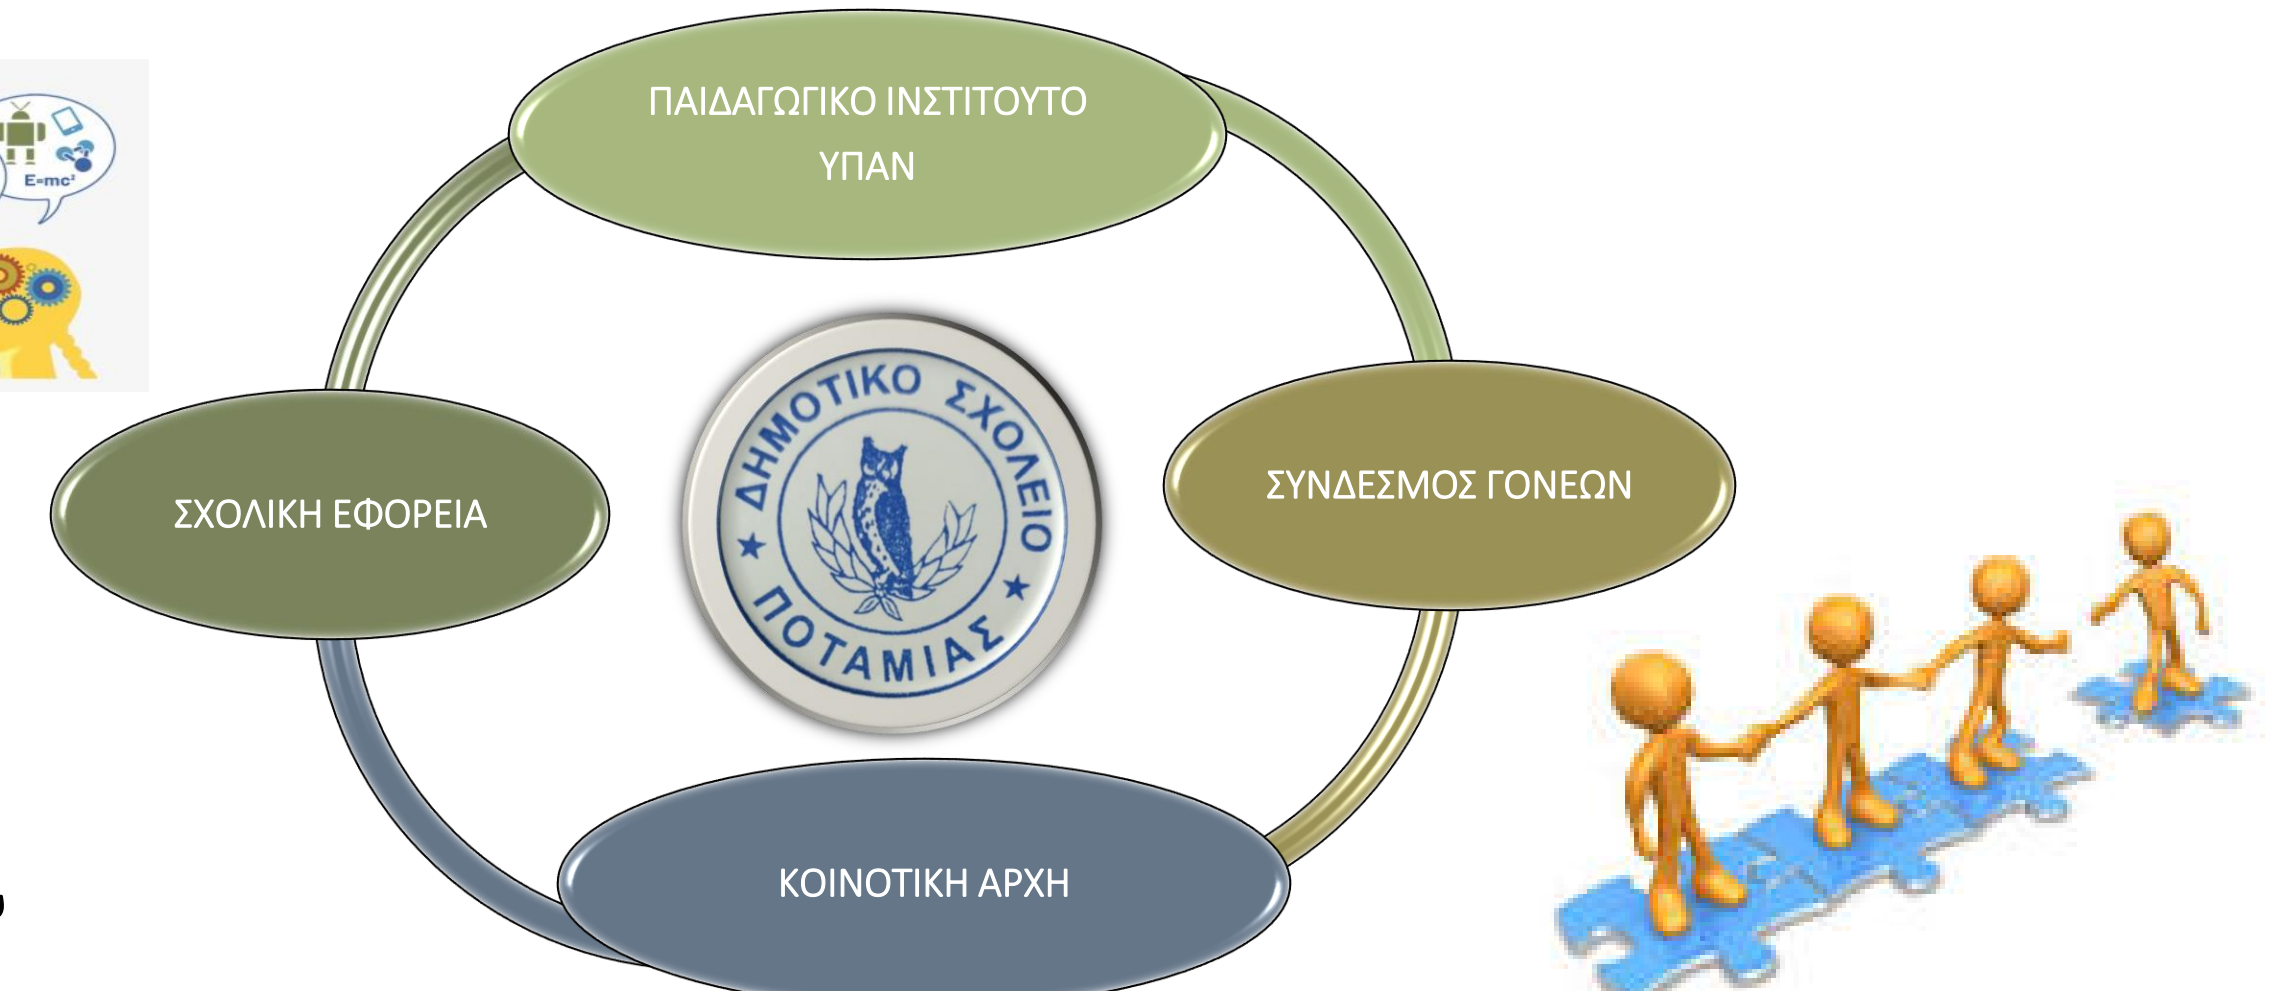 ΠΑΙΔΑΓΩΓΙΚΟ ΙΝΣΤΙΤΟΥΤΟ
ΥΠΑΝ
E=mc²
ΣΧΟΛΙΚΗ ΕΦΟΡΕΙΑ
ΔΗΜΟΤΙΚΟ ΣΧΟΛΕΙΟ
ΠΟΤΑΜΙΑΣ
ΣΥΝΔΕΣΜΟΣ ΓΟΝΕΩΝ
ΚΟΙΝΟΤΙΚΗ ΑΡΧΗ